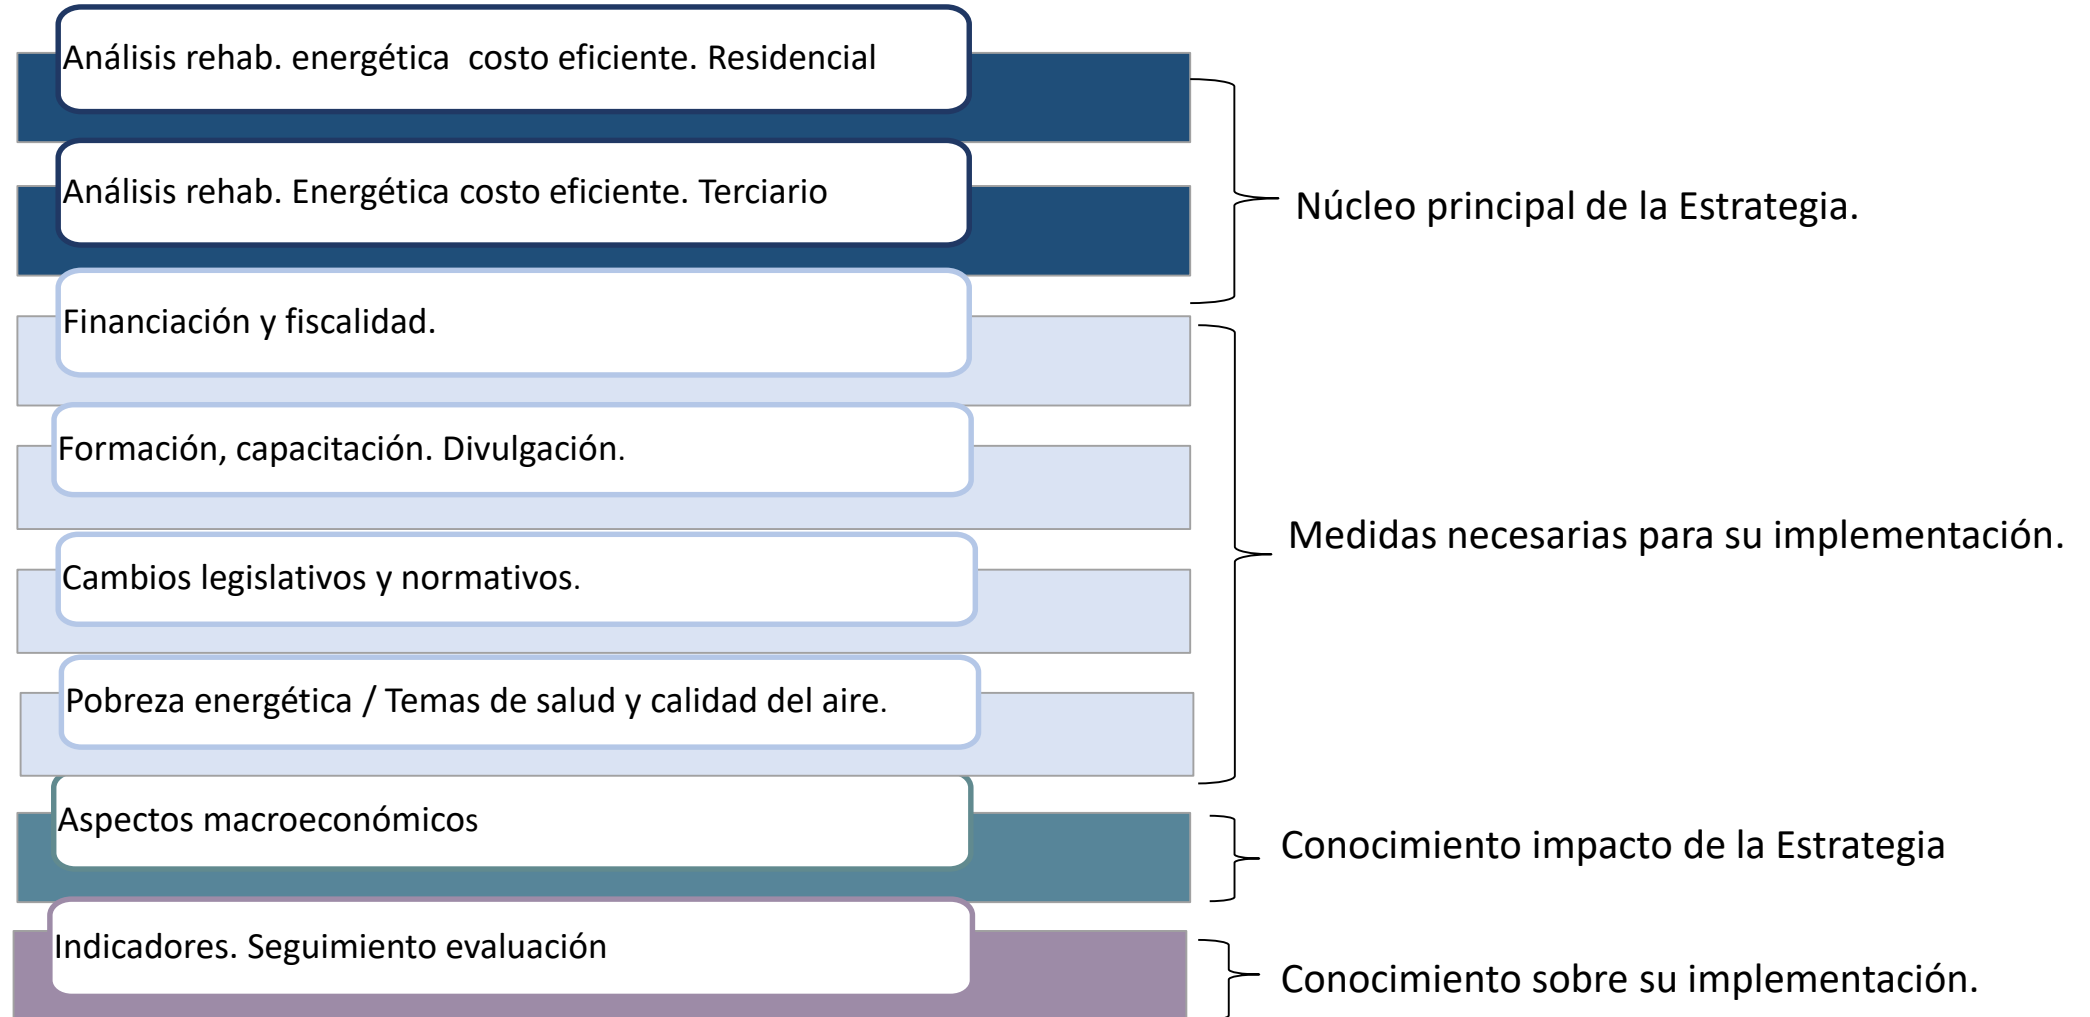 Análisis rehab. energética  costo eficiente. Residencial
Análisis rehab. Energética costo eficiente. Terciario
Núcleo principal de la Estrategia.
Financiación y fiscalidad.
Formación, capacitación. Divulgación.
Cambios legislativos y normativos.
Pobreza energética / Temas de salud y calidad del aire.
Medidas necesarias para su implementación.
Aspectos macroeconómicos
Conocimiento impacto de la Estrategia
Indicadores. Seguimiento evaluación
Conocimiento sobre su implementación.